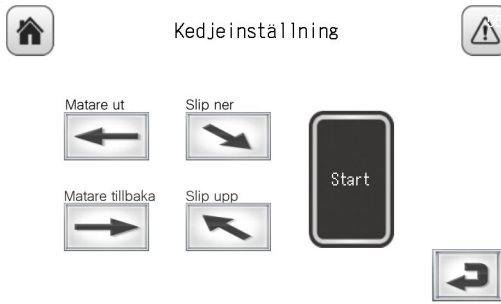 Kedjeinställning
Matare ut
Slip ner
Start
Matare tillbaka
Slip upp